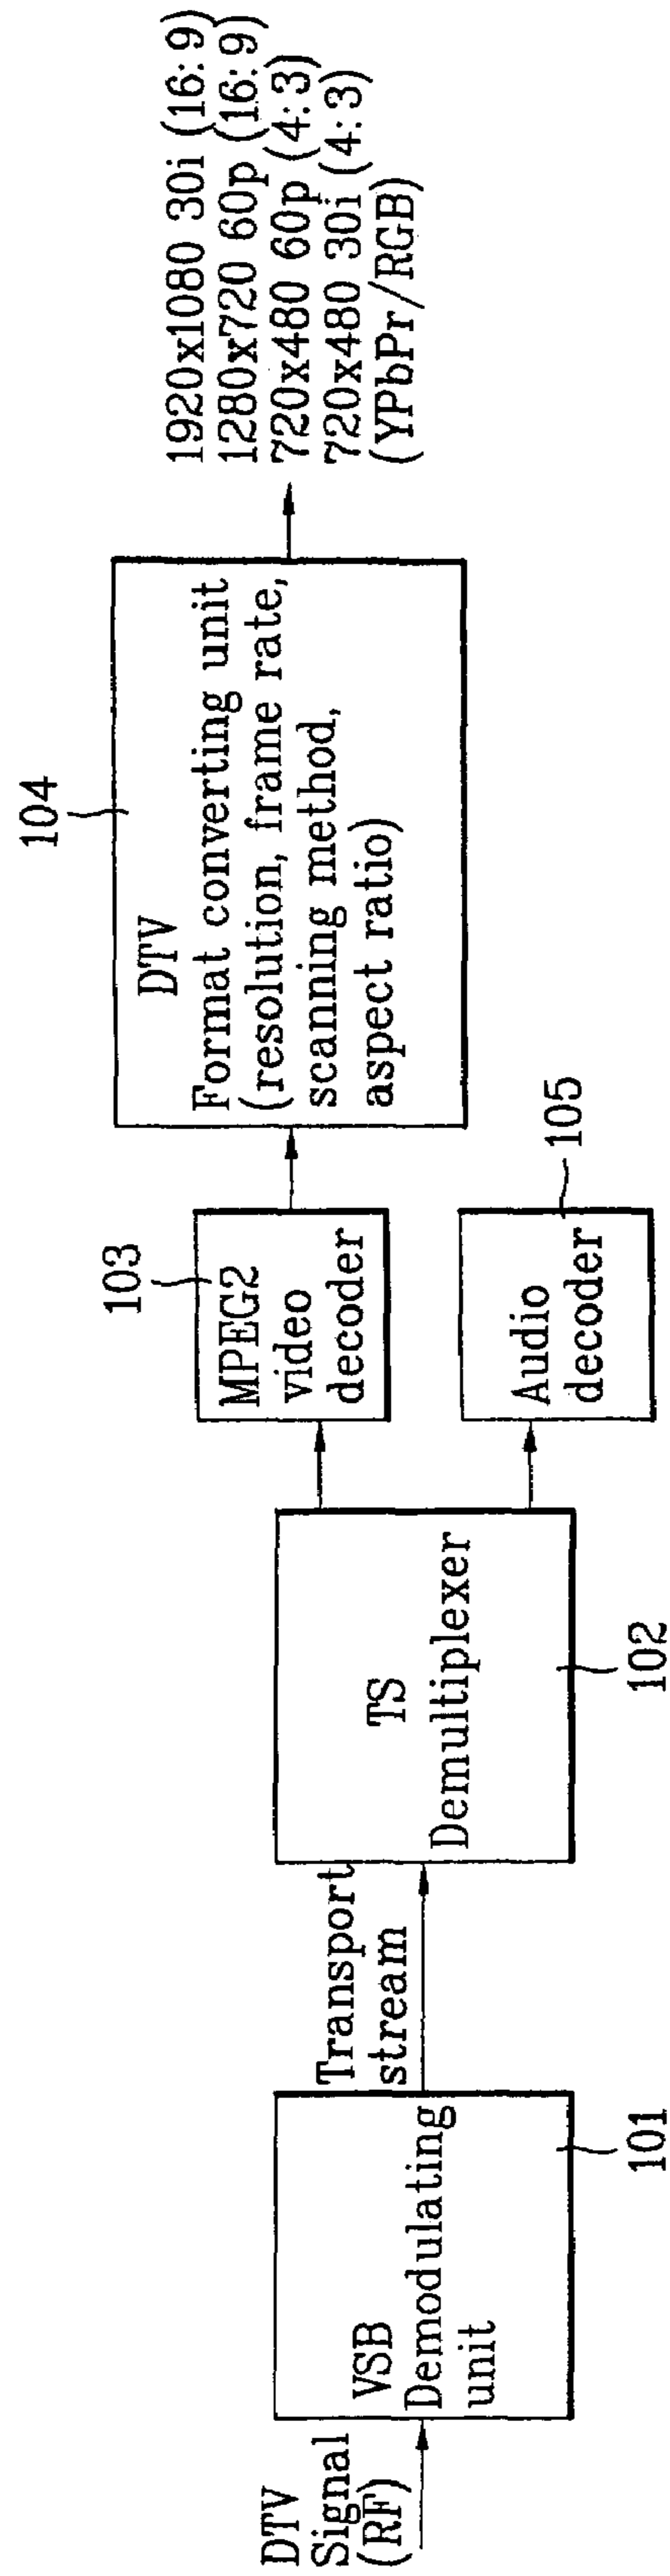 DTV
Signal
(RF)
VSB
Demodulating
unit
101
Transport
stream
TS
Demultiplexer
102
MPEG2
video
decoder
103
Audio
decoder
105
DTV
Format converting unit
(resolution, frame rate,
scanning method,
aspect ratio)
104
1920x1080 30i (16:9)
1280x720 60p (16:9)
720x480 60p (4:3)
720x480 30i (4:3)
(YPbPr/RGB)